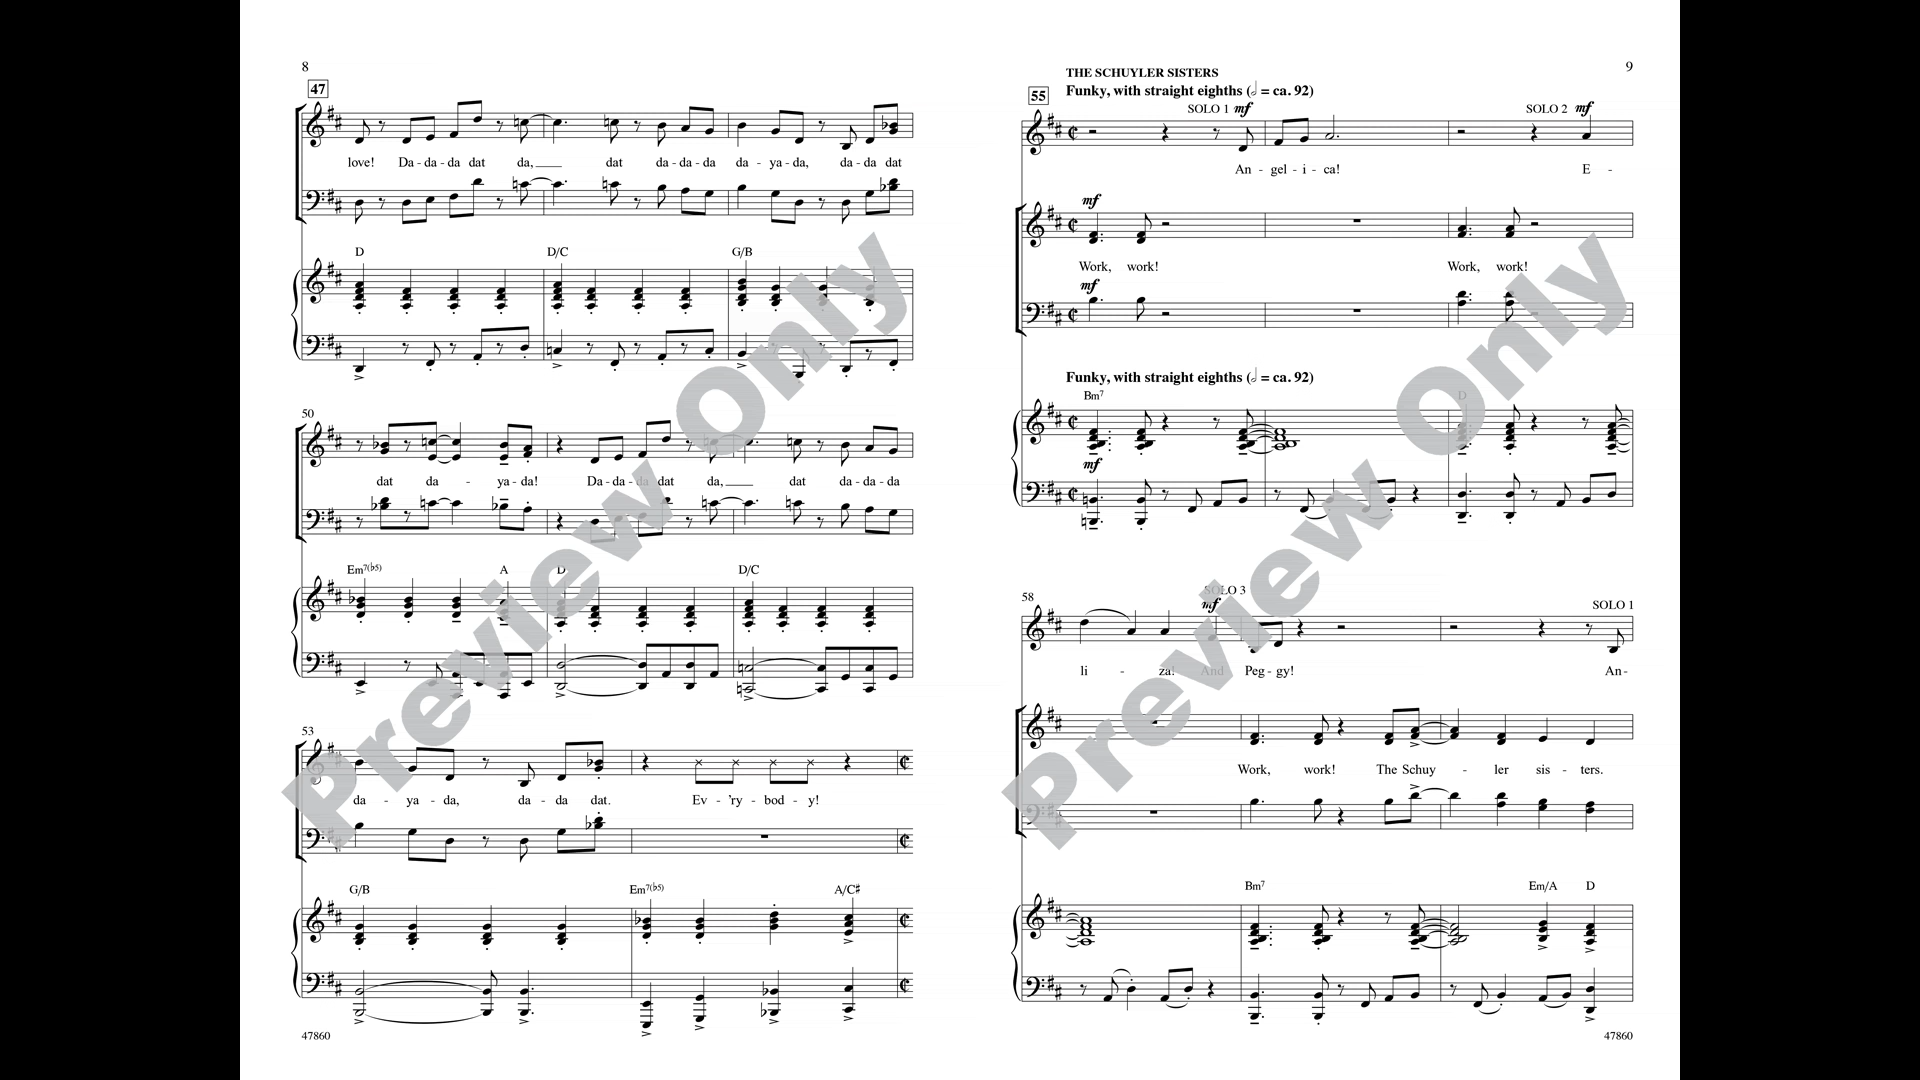 8
47
love! Da - da - da dat da, dat da - da - da da - ya - da, da - da dat
D D/C G/B
50
dat da - ya - da! Da - da - da dat da, dat da - da - da
Em7(♭5) A D D/C
53
da - ya - da, da - da dat. Ev - 'ry - bod - y!
G/B Em7(♭5) A/C♯
47860
9
THE SCHUYLER SISTERS
55 Funky, with straight eighths (𝅗𝅥 = ca. 92)
SOLO 1 mf SOLO 2 mf
An - gel - i - ca! E -
mf
Work, work! Work, work!
mf
Funky, with straight eighths (𝅗𝅥 = ca. 92)
Bm7 D
mf
58 SOLO 3 mf SOLO 1
li - za! And Peg - gy! An -
Work, work! The Schuy - ler sis - ters.
Bm7 Em/A D
47860
Preview Only
Preview Only